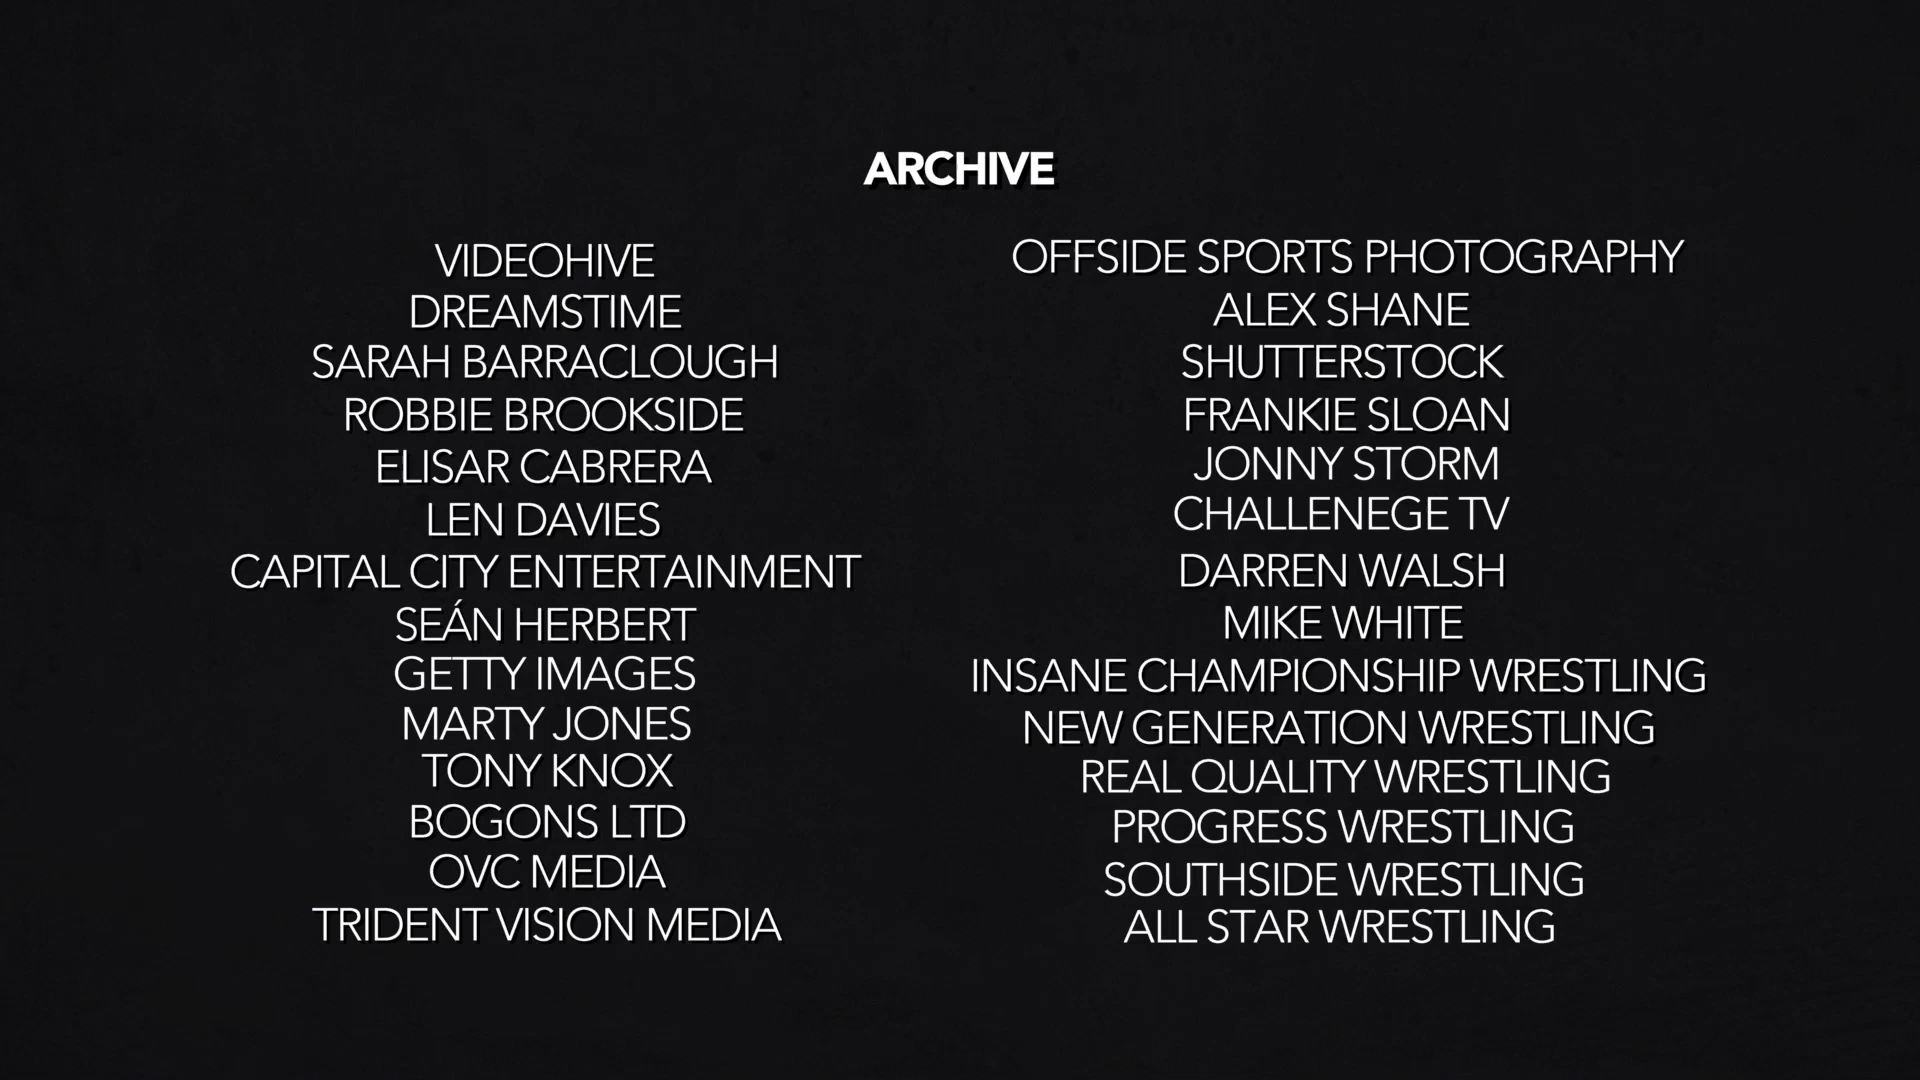 ARCHIVE
VIDEOHIVE
DREAMSTIME
SARAH BARRACLOUGH
ROBBIE BROOKSIDE
ELISAR CABRERA
LEN DAVIES
CAPITAL CITY ENTERTAINMENT
SEÁN HERBERT
GETTY IMAGES
MARTY JONES
TONY KNOX
BOGONS LTD
OVC MEDIA
TRIDENT VISION MEDIA
OFFSIDE SPORTS PHOTOGRAPHY
ALEX SHANE
SHUTTERSTOCK
FRANKIE SLOAN
JONNY STORM
CHALLENEGE TV
DARREN WALSH
MIKE WHITE
INSANE CHAMPIONSHIP WRESTLING
NEW GENERATION WRESTLING
REAL QUALITY WRESTLING
PROGRESS WRESTLING
SOUTHSIDE WRESTLING
ALL STAR WRESTLING